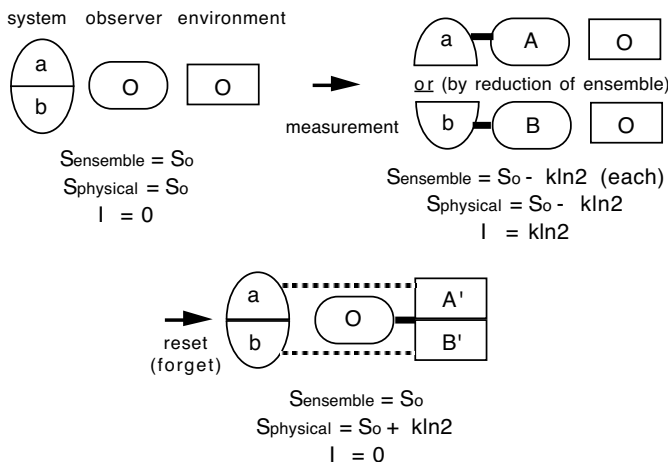 system observer environment
a
b
O
O
measurement
a
A
O
or (by reduction of ensemble)
b
B
O
Sensemble = So
Sphysical = So
I = 0
Sensemble = So - kln2 (each)
Sphysical = So - kln2
I = kln2
reset
(forget)
a
b
O
A'
B'
Sensemble = So
Sphysical = So + kln2
I = 0